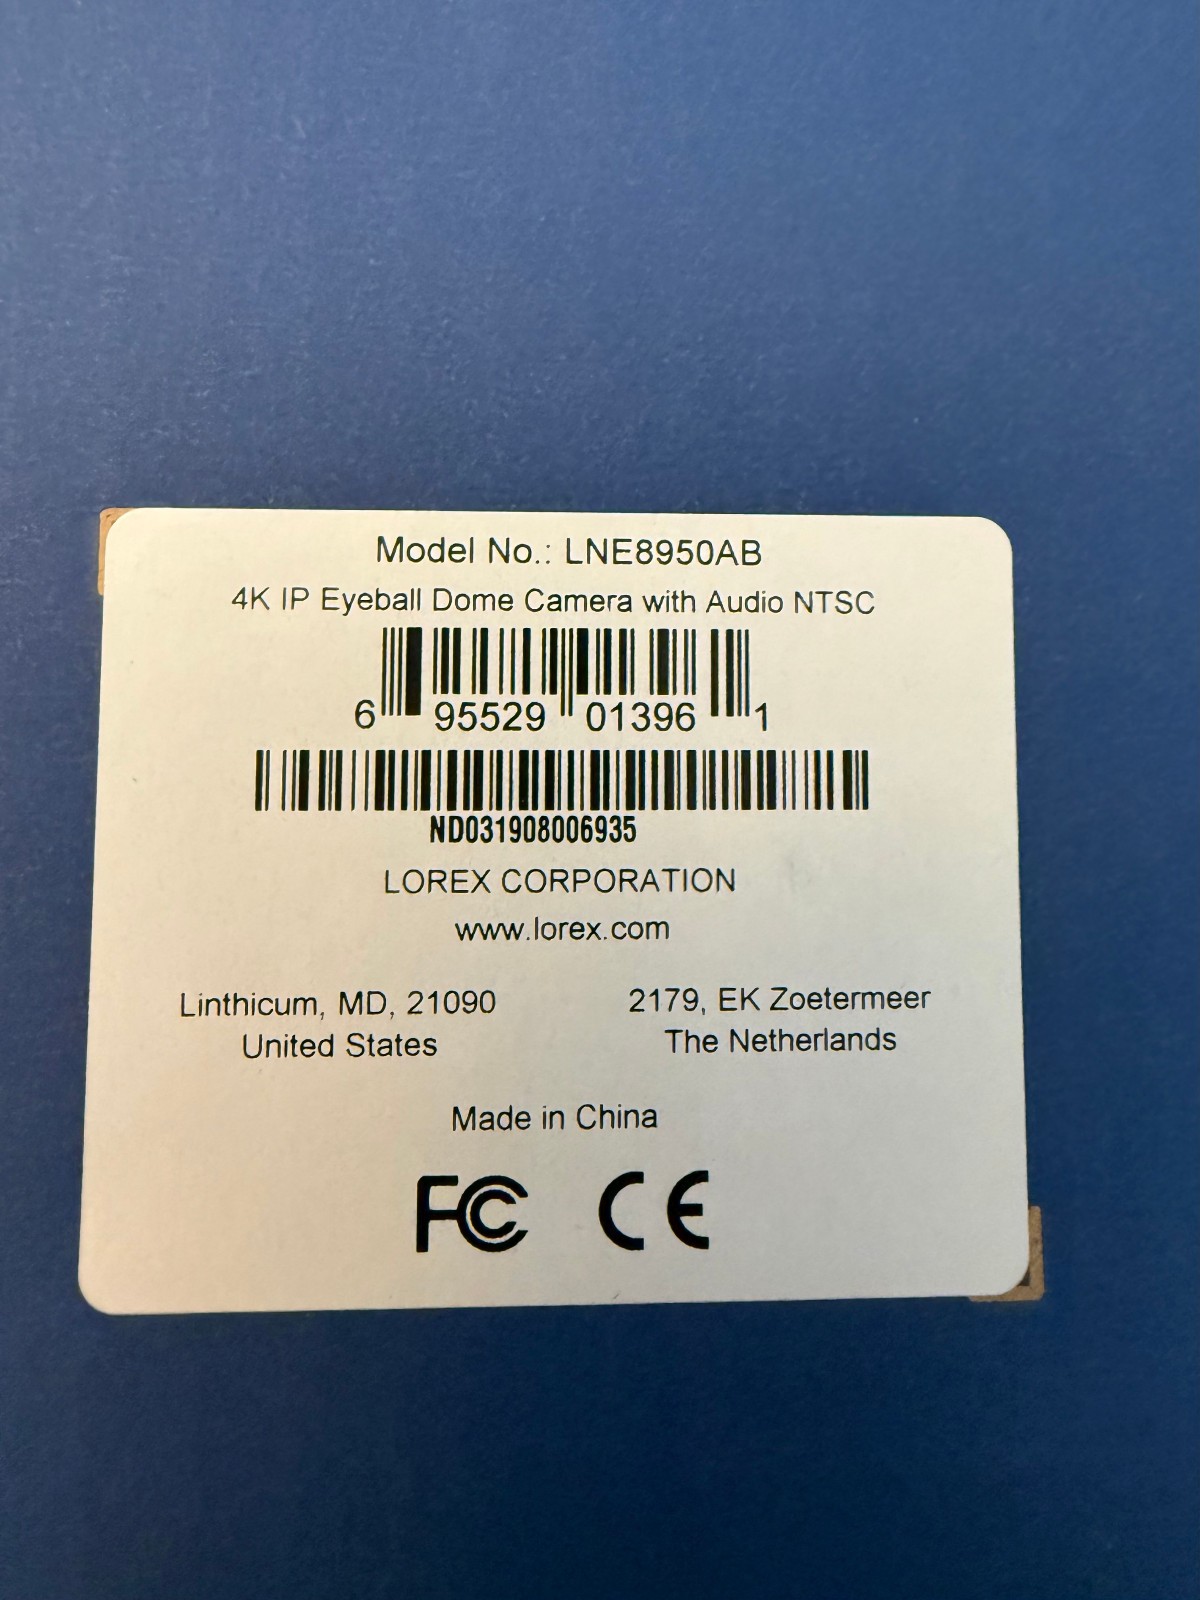 Model No.: LNE8950AB
4K IP Eyeball Dome Camera with Audio NTSC
6 95529 01396 1
ND031908006935
LOREX CORPORATION
www.lorex.com
Linthicum, MD, 21090
United States
2179, EK Zoetermeer
The Netherlands
Made in China
FC CE